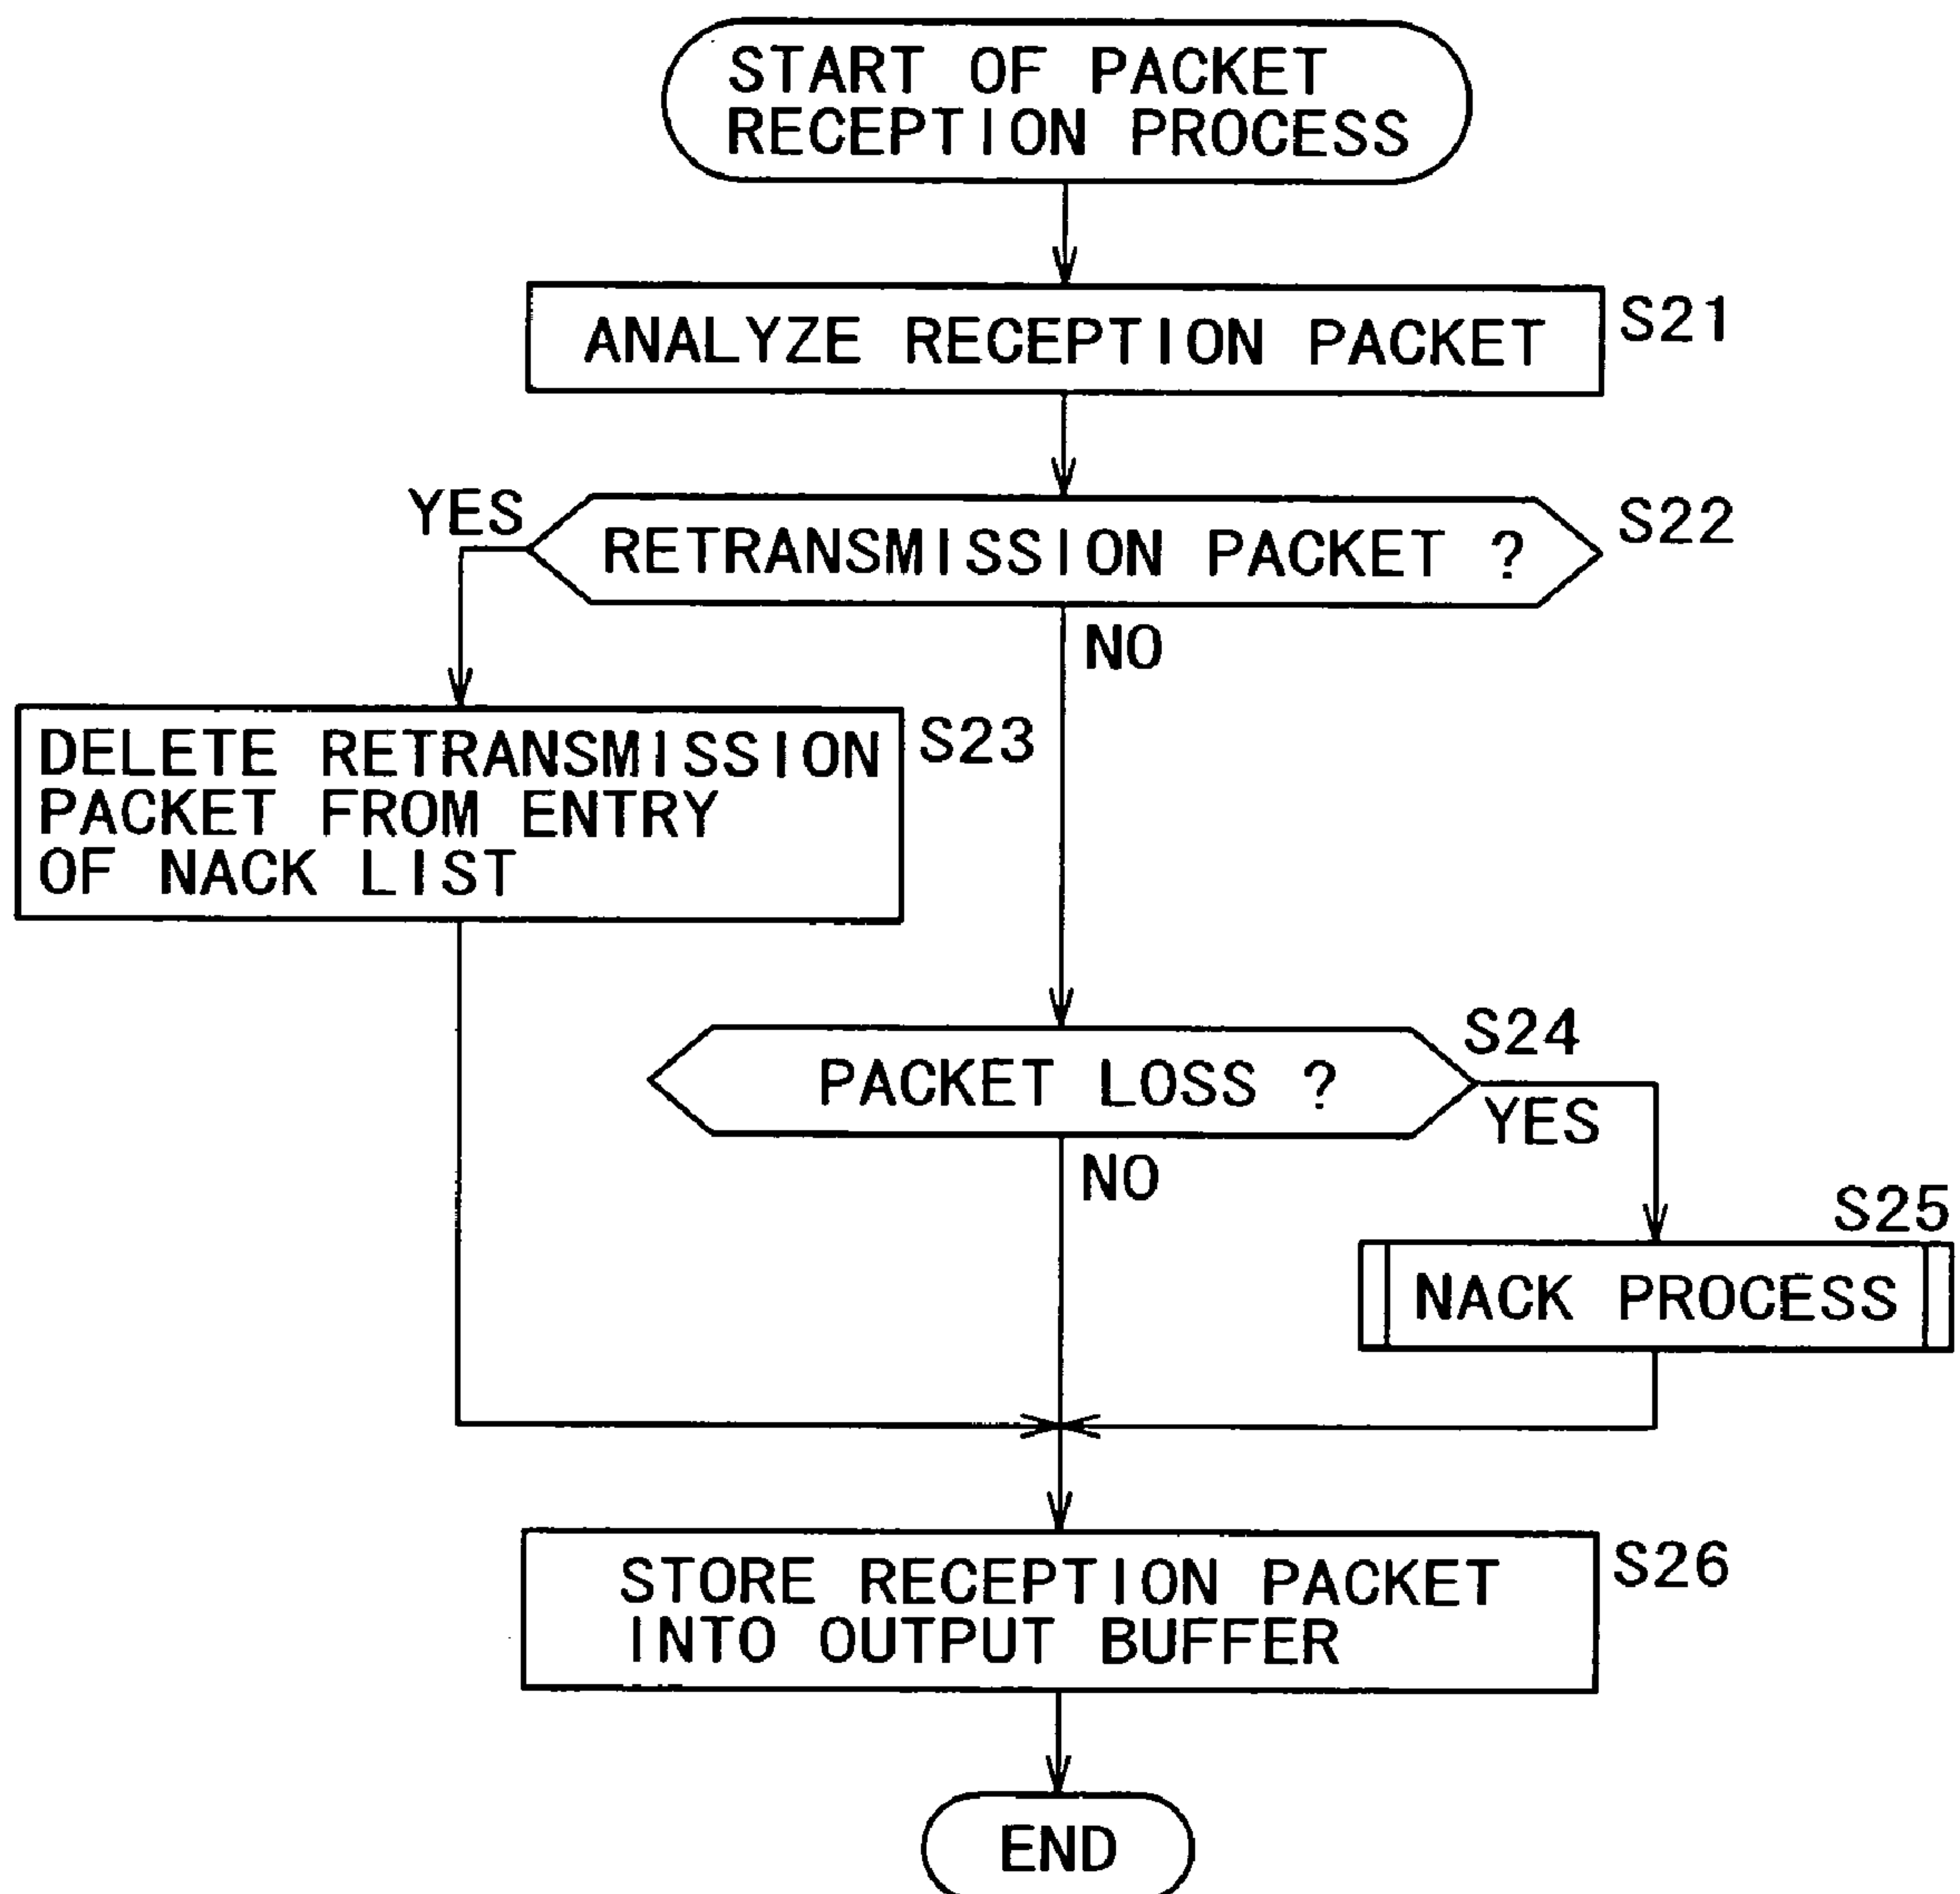 START OF PACKET
RECEPTION PROCESS
ANALYZE RECEPTION PACKET
S21
YES
RETRANSMISSION PACKET ?
S22
NO
DELETE RETRANSMISSION
PACKET FROM ENTRY
OF NACK LIST
S23
PACKET LOSS ?
S24
YES
NO
S25
NACK PROCESS
STORE RECEPTION PACKET
INTO OUTPUT BUFFER
S26
END